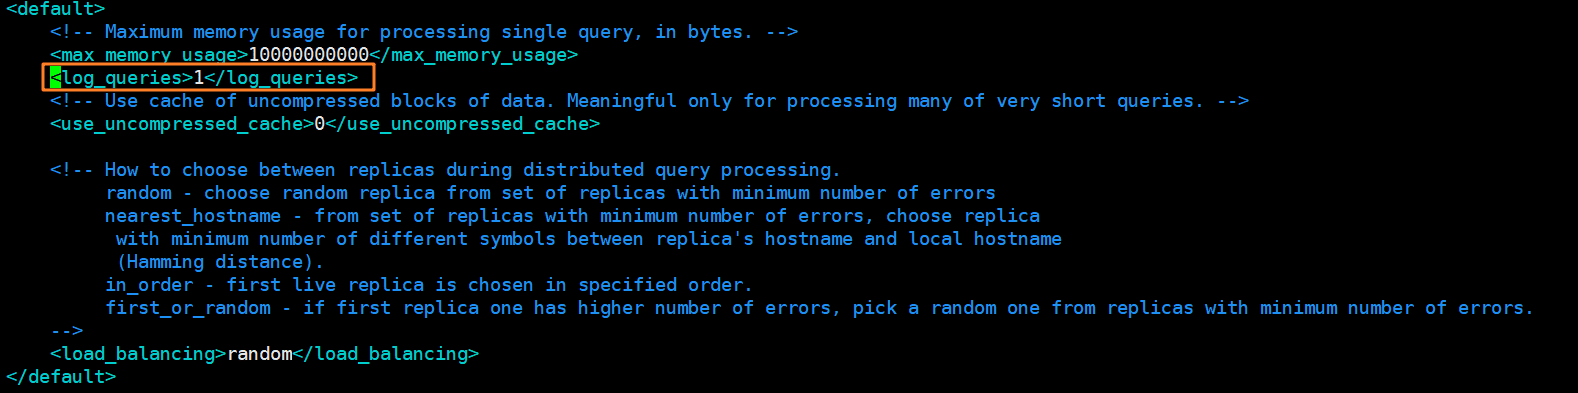 <default>
<!-- Maximum memory usage for processing single query, in bytes. -->
<max_memory_usage>10000000000</max_memory_usage>
<log_queries>1</log_queries>
<!-- Use cache of uncompressed blocks of data. Meaningful only for processing many of very short queries. -->
<use_uncompressed_cache>0</use_uncompressed_cache>
<!-- How to choose between replicas during distributed query processing.
random - choose random replica from set of replicas with minimum number of errors
nearest_hostname - from set of replicas with minimum number of errors, choose replica
with minimum number of different symbols between replica's hostname and local hostname
(Hamming distance).
in_order - first live replica is chosen in specified order.
first_or_random - if first replica one has higher number of errors, pick a random one from replicas with minimum number of errors.
-->
<load_balancing>random</load_balancing>
</default>